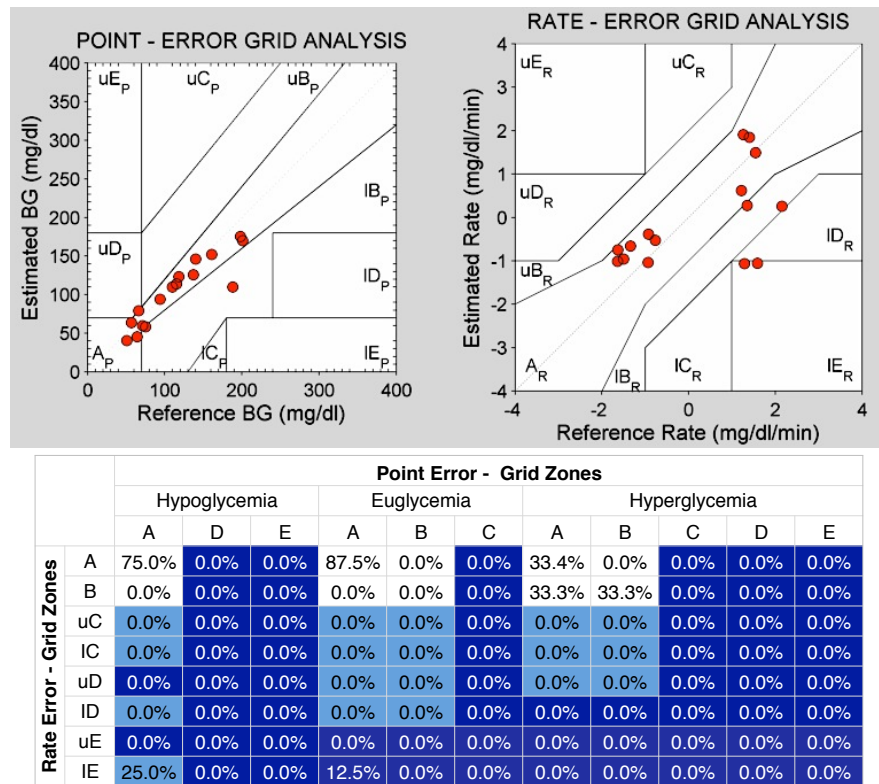 POINT - ERROR GRID ANALYSIS
400
350
300
250
200
150
100
50
0
Estimated BG (mg/dl)
uE_P
uC_P
uB_P
lB_P
uD_P
lD_P
A_P
lC_P
lE_P
0 100 200 300 400
Reference BG (mg/dl)
RATE - ERROR GRID ANALYSIS
4
3
2
1
0
-1
-2
-3
-4
Estimated Rate (mg/dl/min)
uE_R
uC_R
uD_R
lD_R
uB_R
A_R
lB_R
lC_R
lE_R
-4 -2 0 2 4
Reference Rate (mg/dl/min)
Point Error - Grid Zones
Hypoglycemia Euglycemia Hyperglycemia
A D E A B C A B C D E
Rate Error - Grid Zones
A 75.0% 0.0% 0.0% 87.5% 0.0% 0.0% 33.4% 0.0% 0.0% 0.0% 0.0%
B 0.0% 0.0% 0.0% 0.0% 0.0% 0.0% 33.3% 33.3% 0.0% 0.0% 0.0%
uC 0.0% 0.0% 0.0% 0.0% 0.0% 0.0% 0.0% 0.0% 0.0% 0.0% 0.0%
lC 0.0% 0.0% 0.0% 0.0% 0.0% 0.0% 0.0% 0.0% 0.0% 0.0% 0.0%
uD 0.0% 0.0% 0.0% 0.0% 0.0% 0.0% 0.0% 0.0% 0.0% 0.0% 0.0%
lD 0.0% 0.0% 0.0% 0.0% 0.0% 0.0% 0.0% 0.0% 0.0% 0.0% 0.0%
uE 0.0% 0.0% 0.0% 0.0% 0.0% 0.0% 0.0% 0.0% 0.0% 0.0% 0.0%
lE 25.0% 0.0% 0.0% 12.5% 0.0% 0.0% 0.0% 0.0% 0.0% 0.0% 0.0%